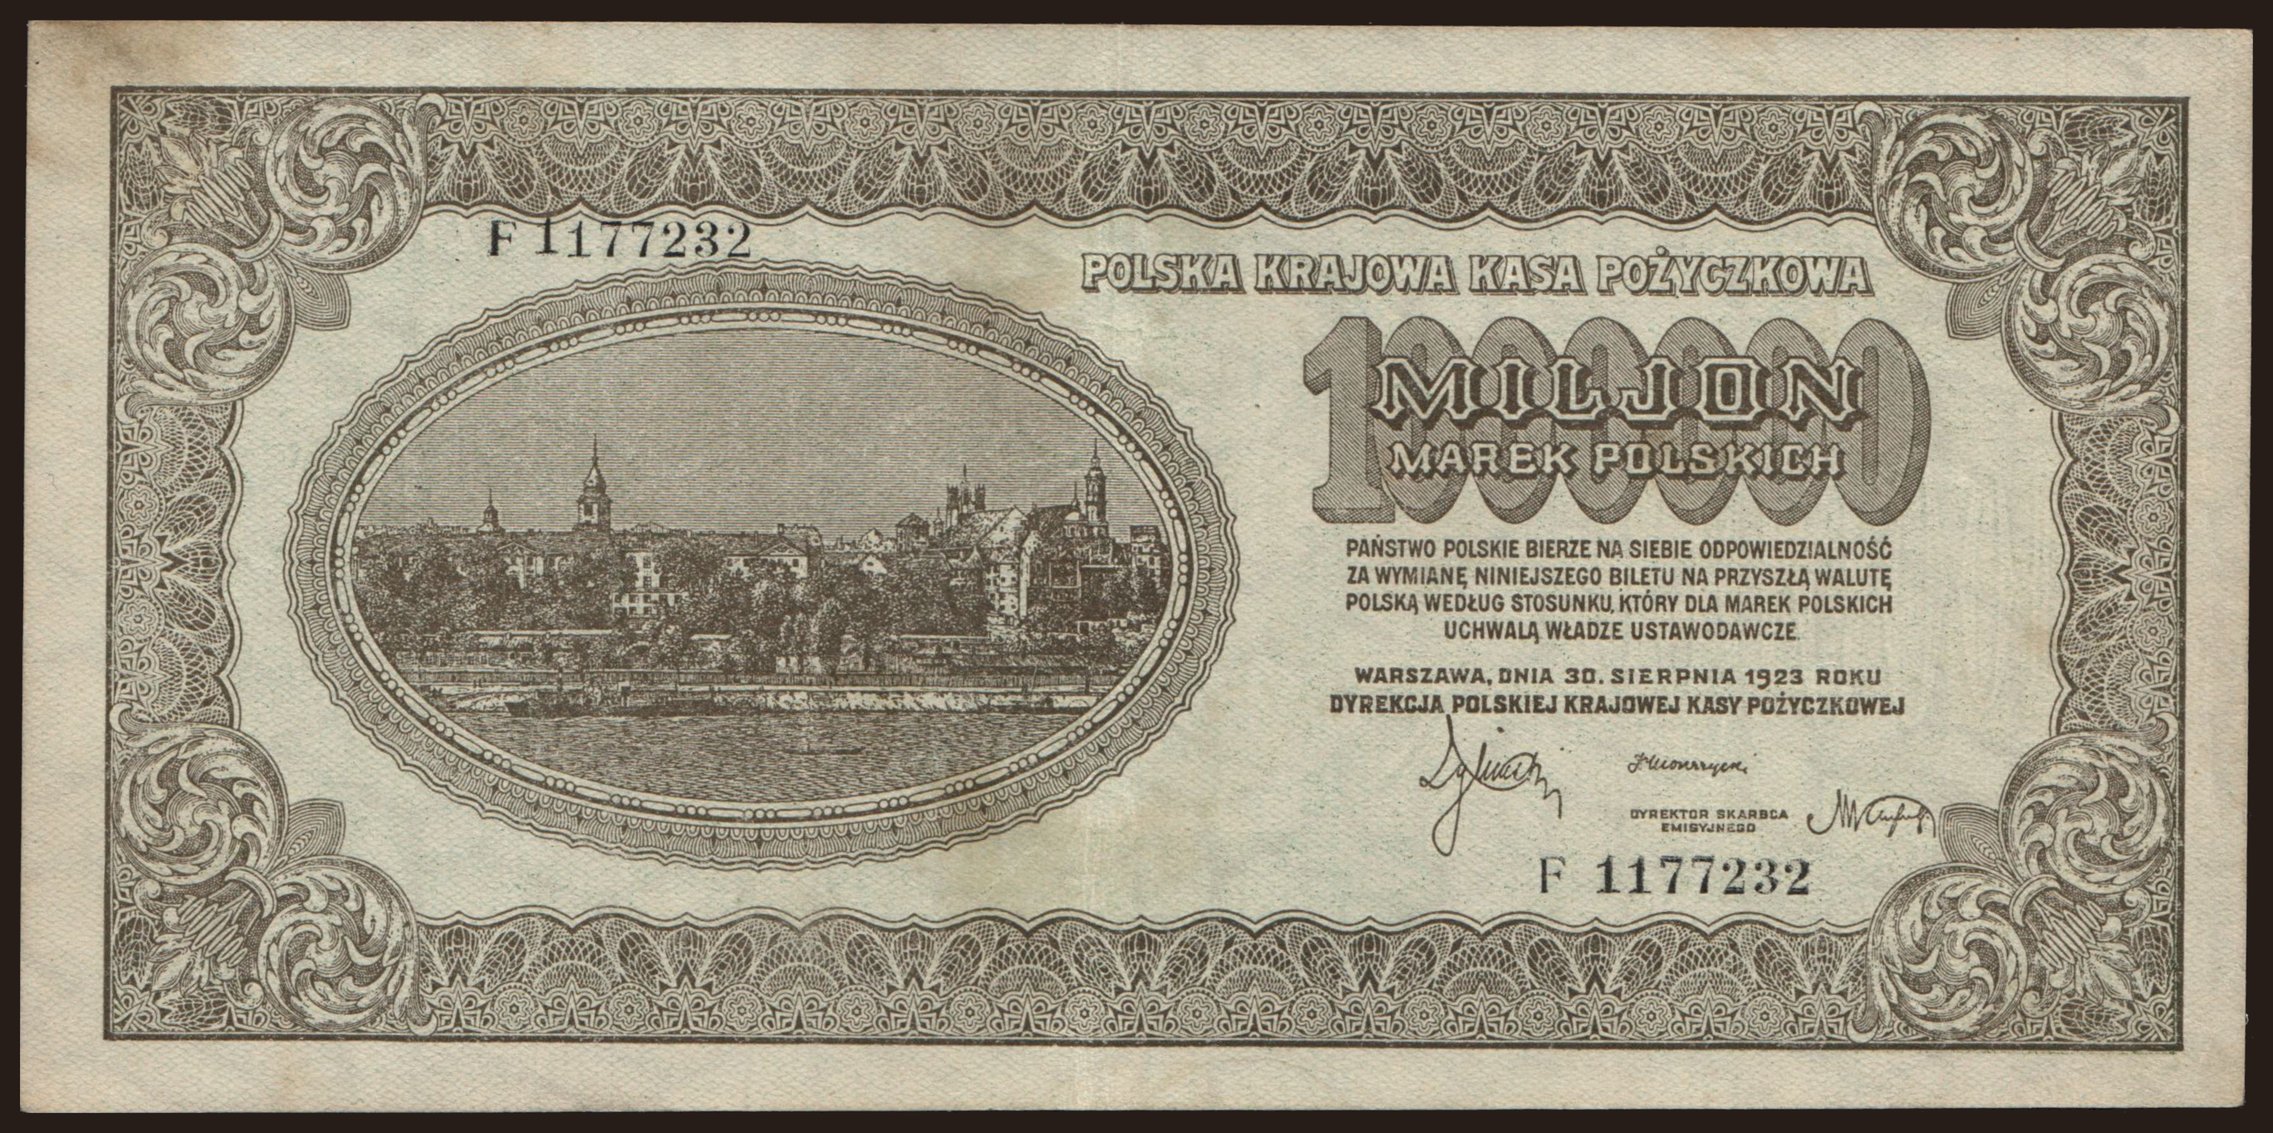 F 1177232
POLSKA KRAJOWA KASA POŻYCZKOWA
1000000
MILJON
MAREK POLSKICH
PAŃSTWO POLSKIE BIERZE NA SIEBIE ODPOWIEDZIALNOŚĆ
ZA WYMIANĘ NINIEJSZEGO BILETU NA PRZYSZŁĄ WALUTĘ
POLSKĄ WEDŁUG STOSUNKU, KTÓRY DLA MAREK POLSKICH
UCHWALĄ WŁADZE USTAWODAWCZE.
WARSZAWA, DNIA 30. SIERPNIA 1923 ROKU
DYREKCJA POLSKIEJ KRAJOWEJ KASY POŻYCZKOWEJ
DYREKTOR SKARBCA
EMISYJNEGO
F 1177232